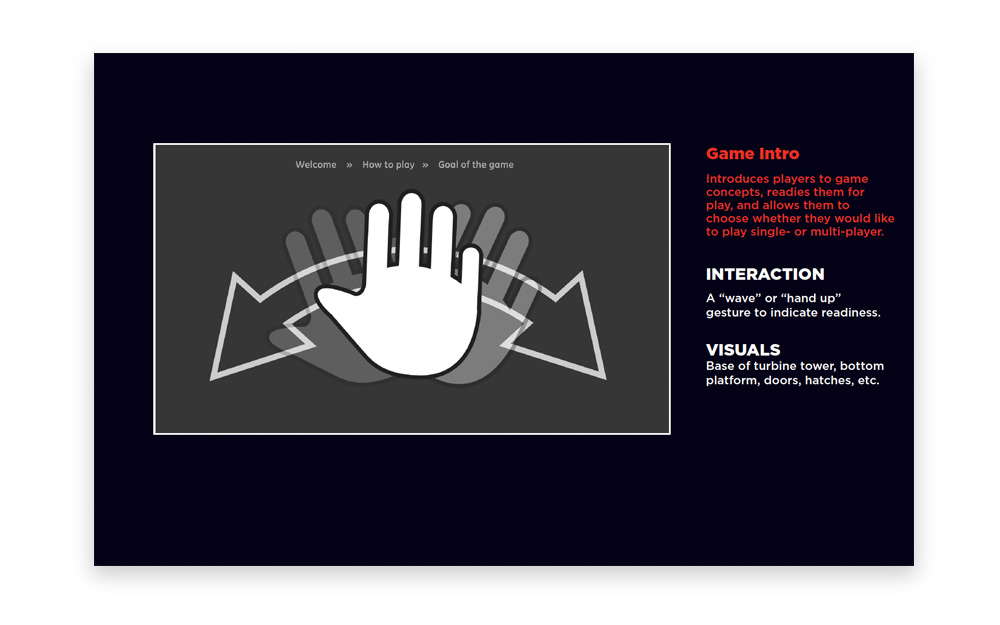 Welcome » How to play » Goal of the game
Game Intro
Introduces players to game
concepts, readies them for
play, and allows them to
choose whether they would like
to play single- or multi-player.
INTERACTION
A “wave” or “hand up”
gesture to indicate readiness.
VISUALS
Base of turbine tower, bottom
platform, doors, hatches, etc.